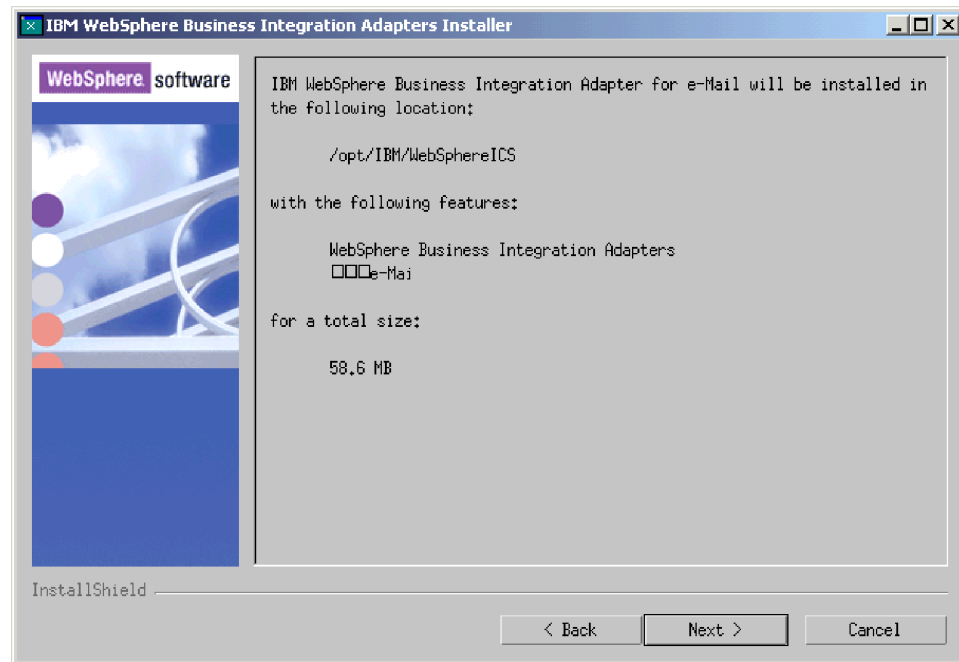 IBM WebSphere Business Integration Adapters Installer
WebSphere software
IBM WebSphere Business Integration Adapter for e-Mail will be installed in
the following location:
/opt/IBM/WebSphereICS
with the following features:
WebSphere Business Integration Adapters
□□□e-Mai
for a total size:
58.6 MB
InstallShield
< Back
Next >
Cancel